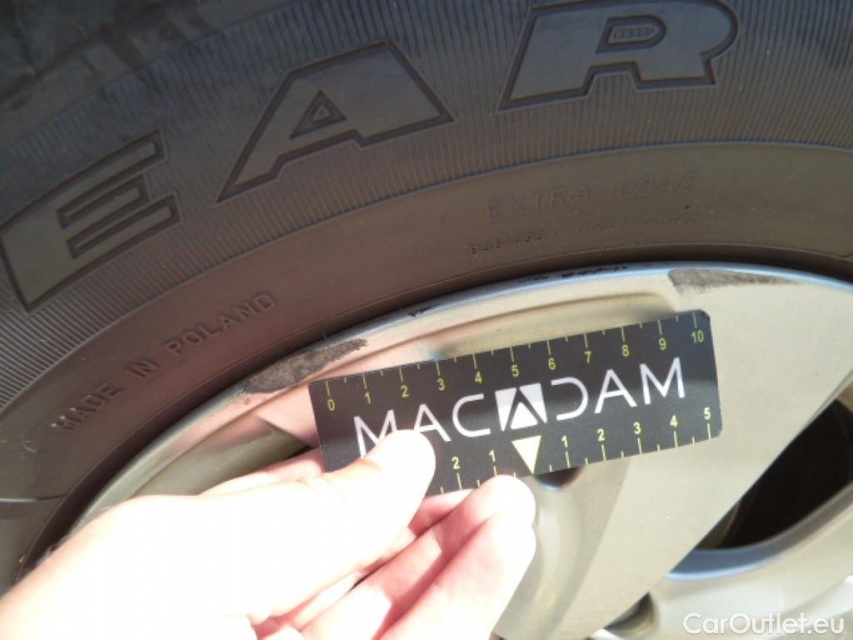 EAR
EXTRA LOAD
MADE IN POLAND
0 1 2 3 4 5 6 7 8 9 10
MACADAM
2 1 1 2 3 4 5
CarOutlet.eu